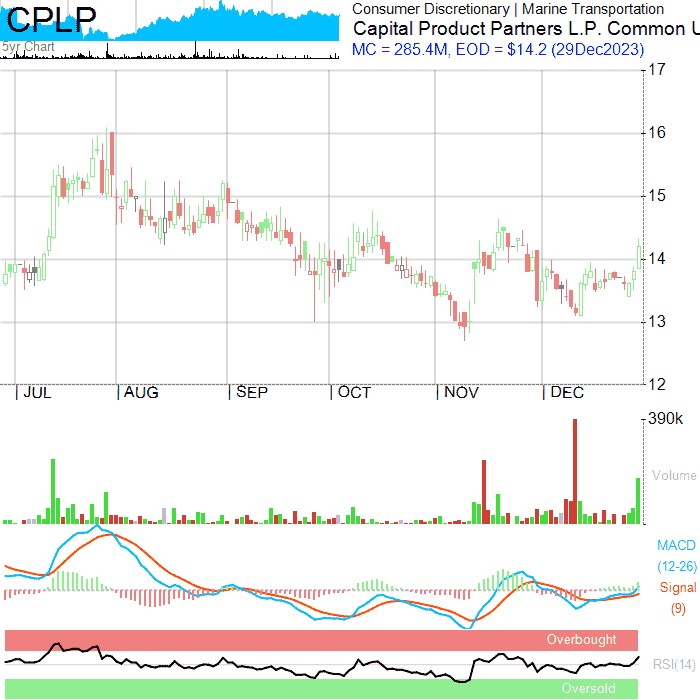 CPLP
5yr Chart
Consumer Discretionary | Marine Transportation
Capital Product Partners L.P. Common U
MC = 285.4M, EOD = $14.2 (29Dec2023)
17
16
15
14
13
12
| JUL | AUG | SEP | OCT | NOV | DEC
390k
Volume
MACD
(12-26)
Signal
(9)
Overbought
RSI(14)
Oversold